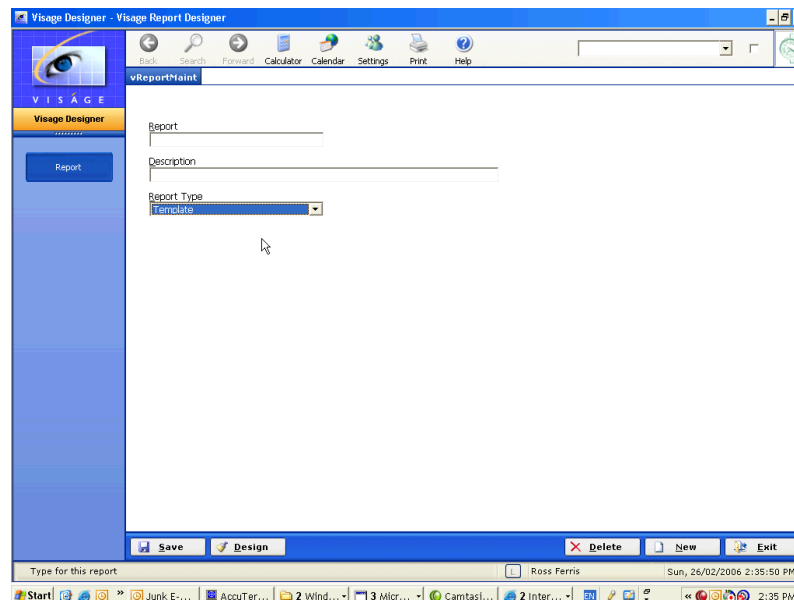 Visage Designer - Visage Report Designer
Back Search Forward Calculator Calendar Settings Print Help
vReportMaint
VISÁGE
Visage Designer
Report
Report
Description
Report Type
Template
Save Design Delete New Exit
Type for this report L Ross Ferris Sun, 26/02/2006 2:35:50 PM
Start » Junk E-... AccuTer... 2 Wind... 3 Micr... Camtasi... 2 Inter... EN « 2:35 PM